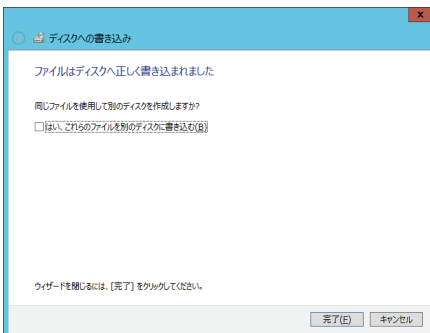 x
ディスクへの書き込み
ファイルはディスクへ正しく書き込まれました
同じファイルを使用して別のディスクを作成しますか?
はい、これらのファイルを別のディスクに書き込む(B)
ウィザードを閉じるには、[完了] をクリックしてください。
完了(F) キャンセル